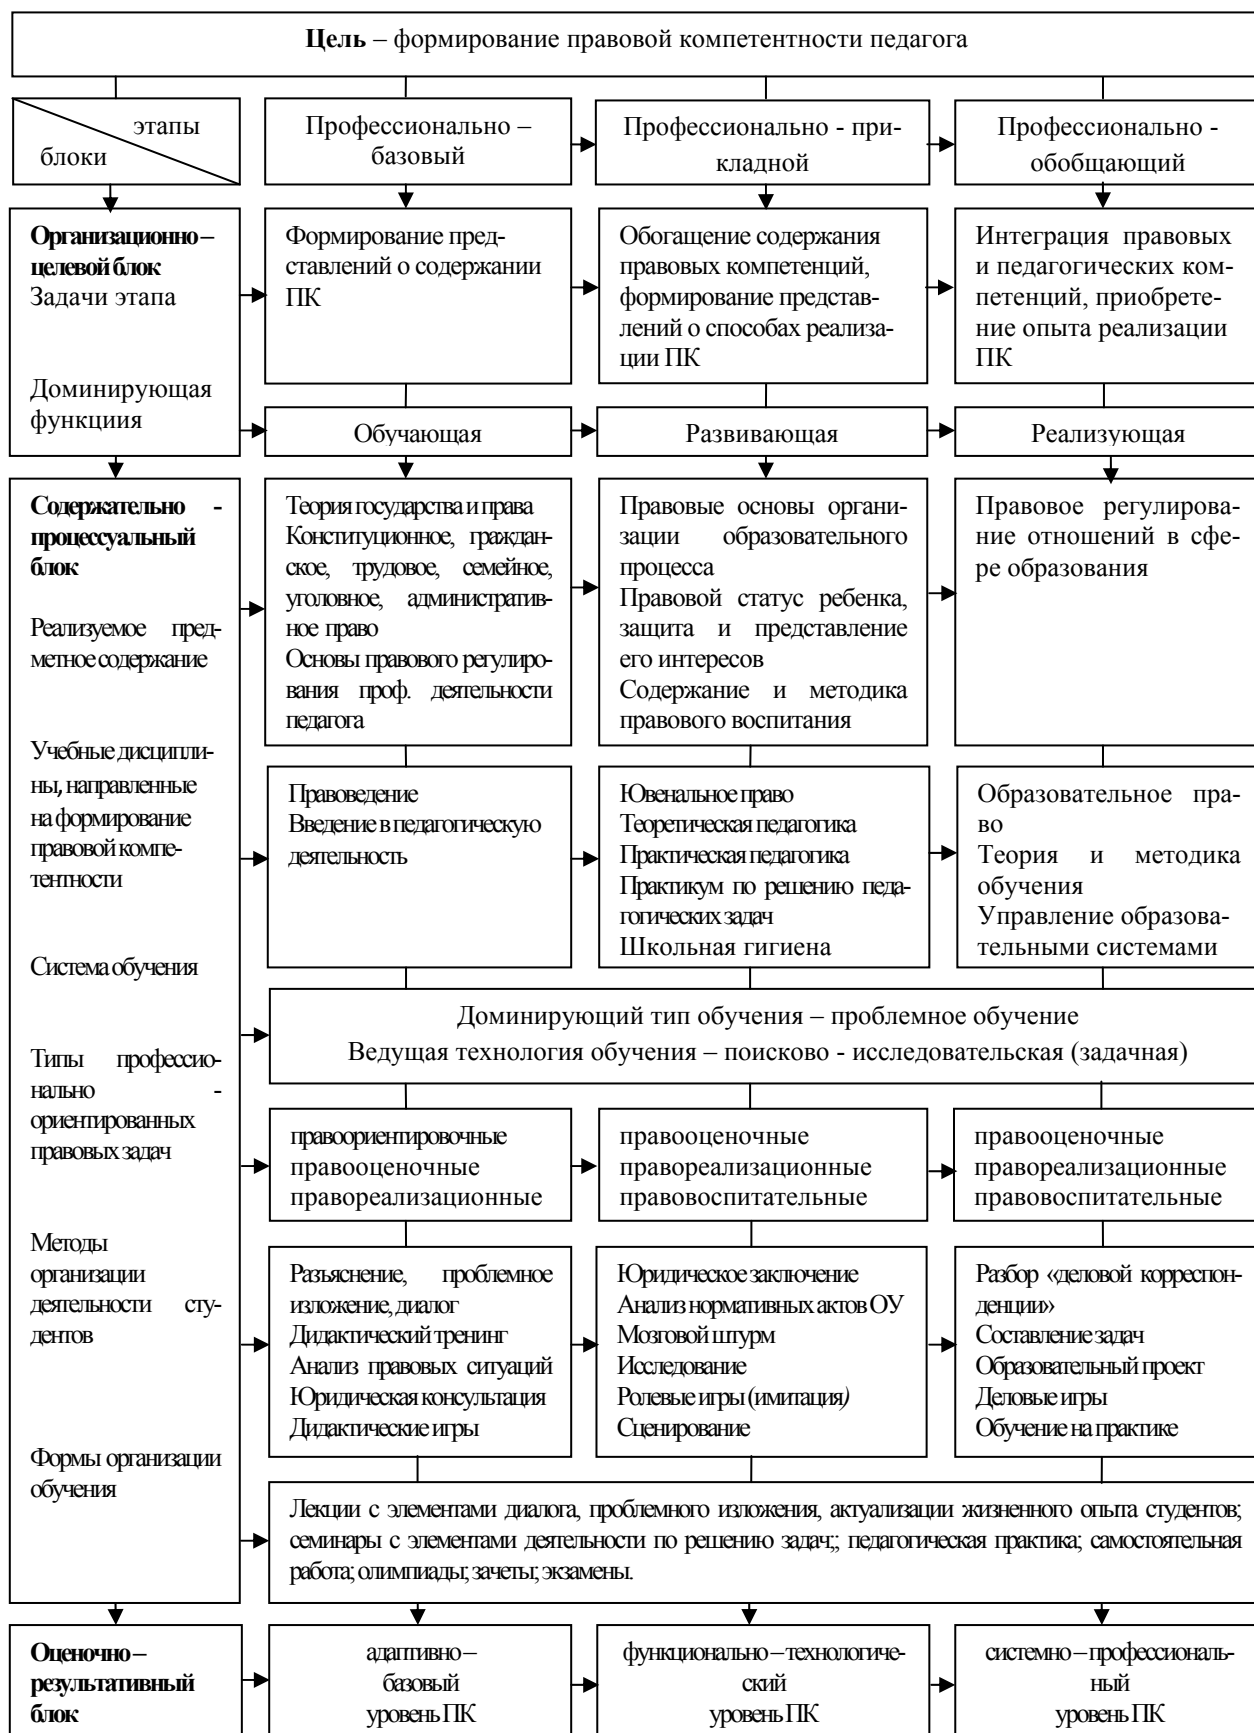 Цель – формирование правовой компетентности педагога
этапы
блоки
Профессионально –
базовый
Профессионально - при-
кладной
Профессионально -
обобщающий
Организационно –
целевой блок
Задачи этапа
Доминирующая
функциия
Формирование пред-
ставлений о содержании
ПК
Обогащение содержания
правовых компетенций,
формирование представ-
лений о способах реализа-
ции ПК
Интеграция правовых
и педагогических ком-
петенций, приобрете-
ние опыта реализации
ПК
Обучающая
Развивающая
Реализующая
Содержательно -
процессуальный
блок
Реализуемое пред-
метное содержание
Учебные дисципли-
ны, направленные
на формирование
правовой компе-
тентности
Система обучения
Типы профессио-
нально -
ориентированных
правовых задач
Методы
организации
деятельности сту-
дентов
Формы организации
обучения
Теория государства и права
Конституционное, граждан-
ское, трудовое, семейное,
уголовное, административ-
ное право
Основы правового регулиро-
вания проф. деятельности
педагога
Правовые основы органи-
зации образовательного
процесса
Правовой статус ребенка,
защита и представление
его интересов
Содержание и методика
правового воспитания
Правовое регулирова-
ние отношений в сфе-
ре образования
Правоведение
Введение в педагогическую
деятельность
Ювенальное право
Теоретическая педагогика
Практическая педагогика
Практикум по решению педа-
гогических задач
Школьная гигиена
Образовательное пра-
во
Теория и методика
обучения
Управление образова-
тельными системами
Доминирующий тип обучения – проблемное обучение
Ведущая технология обучения – поисково - исследовательская (задачная)
правоориентировочные
правооценочные
правореализационные
правооценочные
правореализационные
правовоспитательные
правооценочные
правореализационные
правовоспитательные
Разъяснение, проблемное
изложение, диалог
Дидактический тренинг
Анализ правовых ситуаций
Юридическая консультация
Дидактические игры
Юридическое заключение
Анализ нормативных актов ОУ
Мозговой штурм
Исследование
Ролевые игры (имитация)
Сценирование
Разбор «деловой корреспон-
денции»
Составление задач
Образовательный проект
Деловые игры
Обучение на практике
Лекции с элементами диалога, проблемного изложения, актуализации жизненного опыта студентов;
семинары с элементами деятельности по решению задач;; педагогическая практика; самостоятельная
работа; олимпиады; зачеты; экзамены.
Оценочно –
результативный
блок
адаптивно –
базовый
уровень ПК
функционально – технологиче-
ский
уровень ПК
системно – профессиональ-
ный
уровень ПК